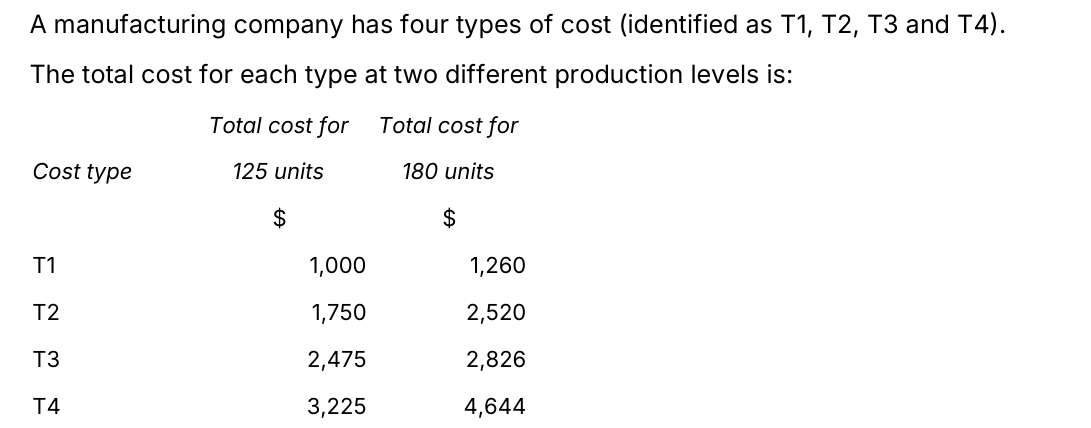 A manufacturing company has four types of cost (identified as T1, T2, T3 and T4).
The total cost for each type at two different production levels is:
Total cost for Total cost for
Cost type 125 units 180 units
$ $
T1 1,000 1,260
T2 1,750 2,520
T3 2,475 2,826
T4 3,225 4,644